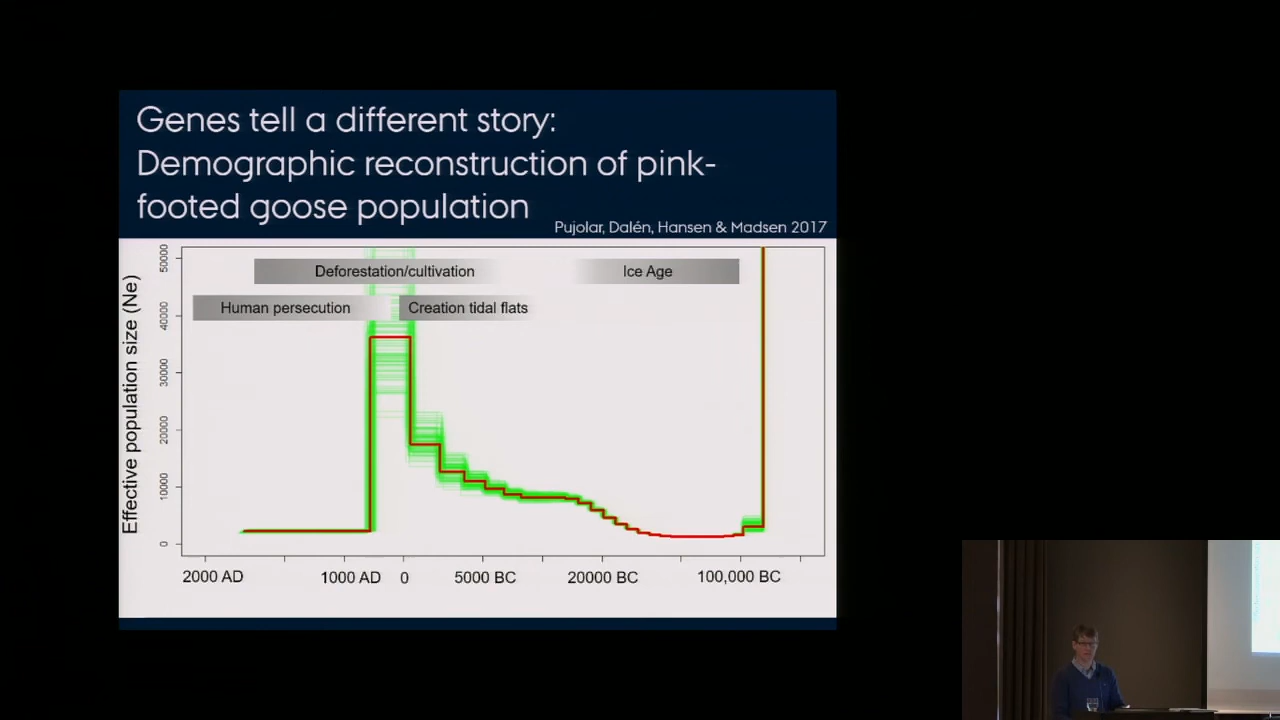 Genes tell a different story:
Demographic reconstruction of pink-
footed goose population
Pujolar, Dalén, Hansen & Madsen 2017
Effective population size (Ne)
50000
40000
30000
20000
10000
0
Deforestation/cultivation
Ice Age
Human persecution
Creation tidal flats
2000 AD
1000 AD
0
5000 BC
20000 BC
100,000 BC